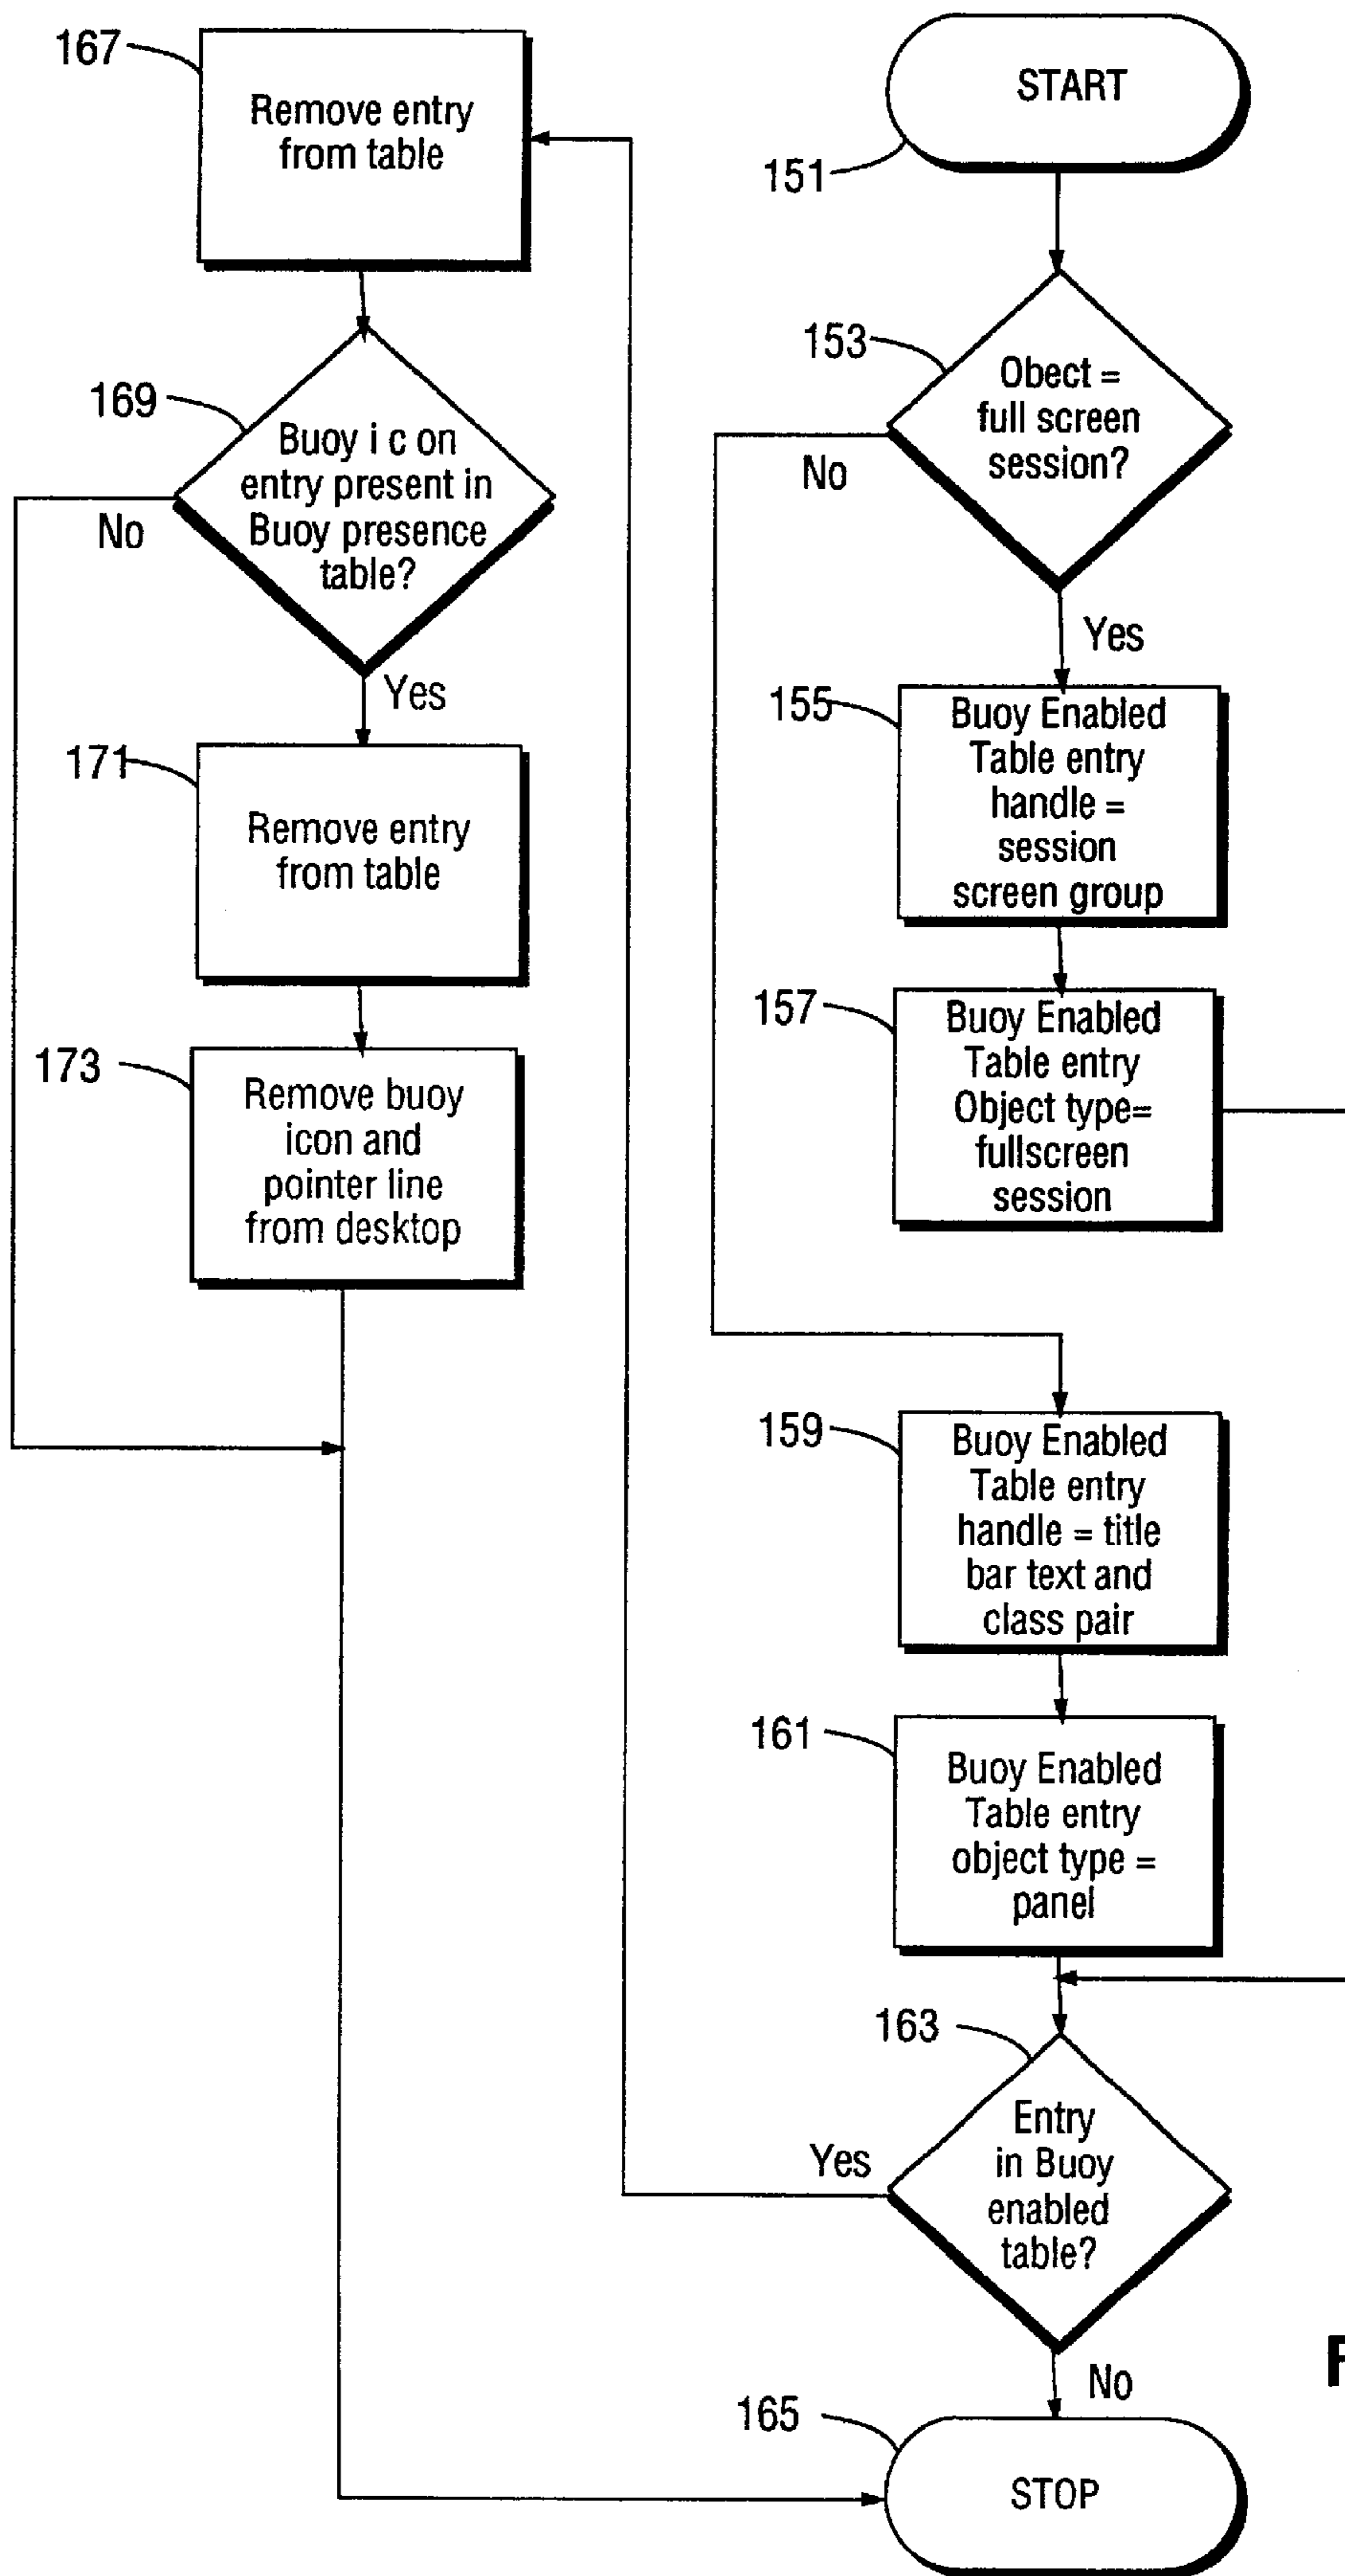 167
Remove entry
from table
169
Buoy i c on
entry present in
Buoy presence
table?
No
Yes
171
Remove entry
from table
173
Remove buoy
icon and
pointer line
from desktop
START
151
153
Obect =
full screen
session?
No
Yes
155
Buoy Enabled
Table entry
handle =
session
screen group
157
Buoy Enabled
Table entry
Object type=
fullscreen
session
159
Buoy Enabled
Table entry
handle = title
bar text and
class pair
161
Buoy Enabled
Table entry
object type =
panel
163
Entry
in Buoy
enabled
table?
Yes
No
165
STOP